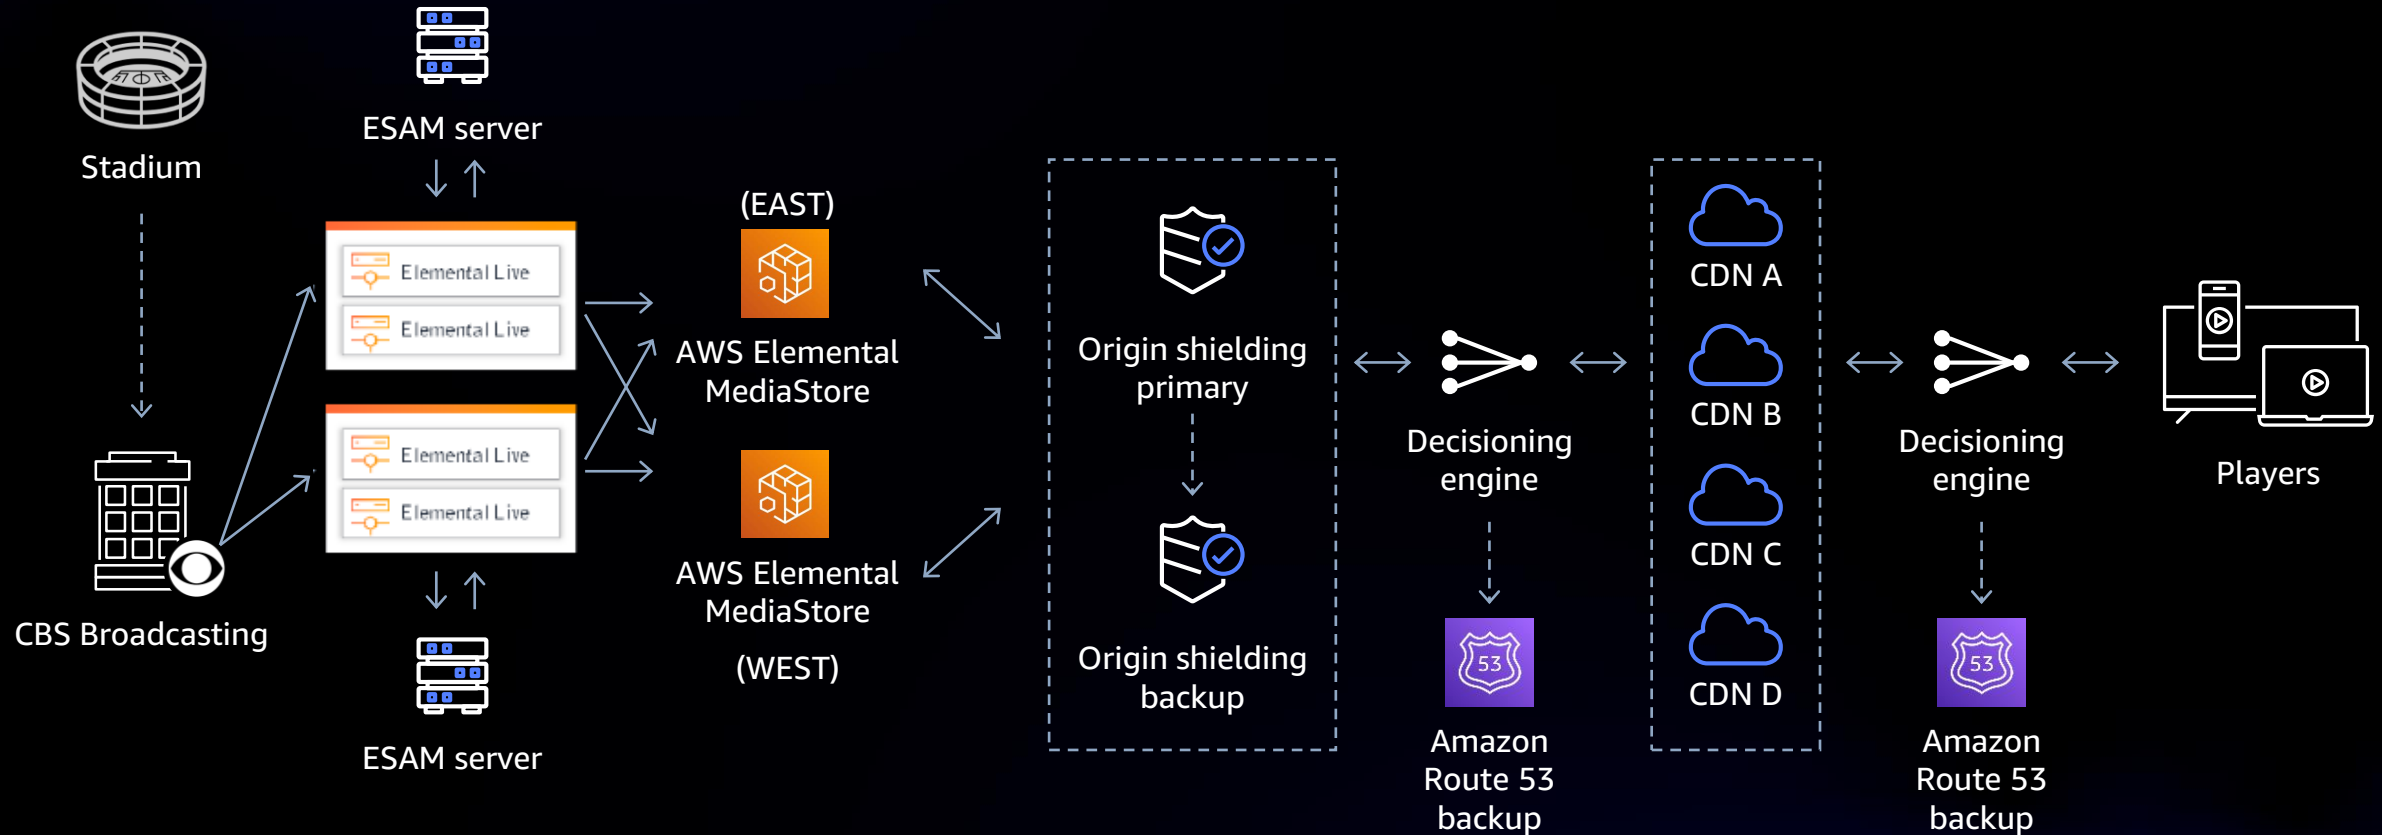 Stadium
CBS Broadcasting
ESAM server
Elemental Live
Elemental Live
Elemental Live
Elemental Live
ESAM server
(EAST)
AWS Elemental
MediaStore
AWS Elemental
MediaStore
(WEST)
Origin shielding
primary
Origin shielding
backup
Decisioning
engine
53
Amazon
Route 53
backup
CDN A
CDN B
CDN C
CDN D
Decisioning
engine
53
Amazon
Route 53
backup
Players